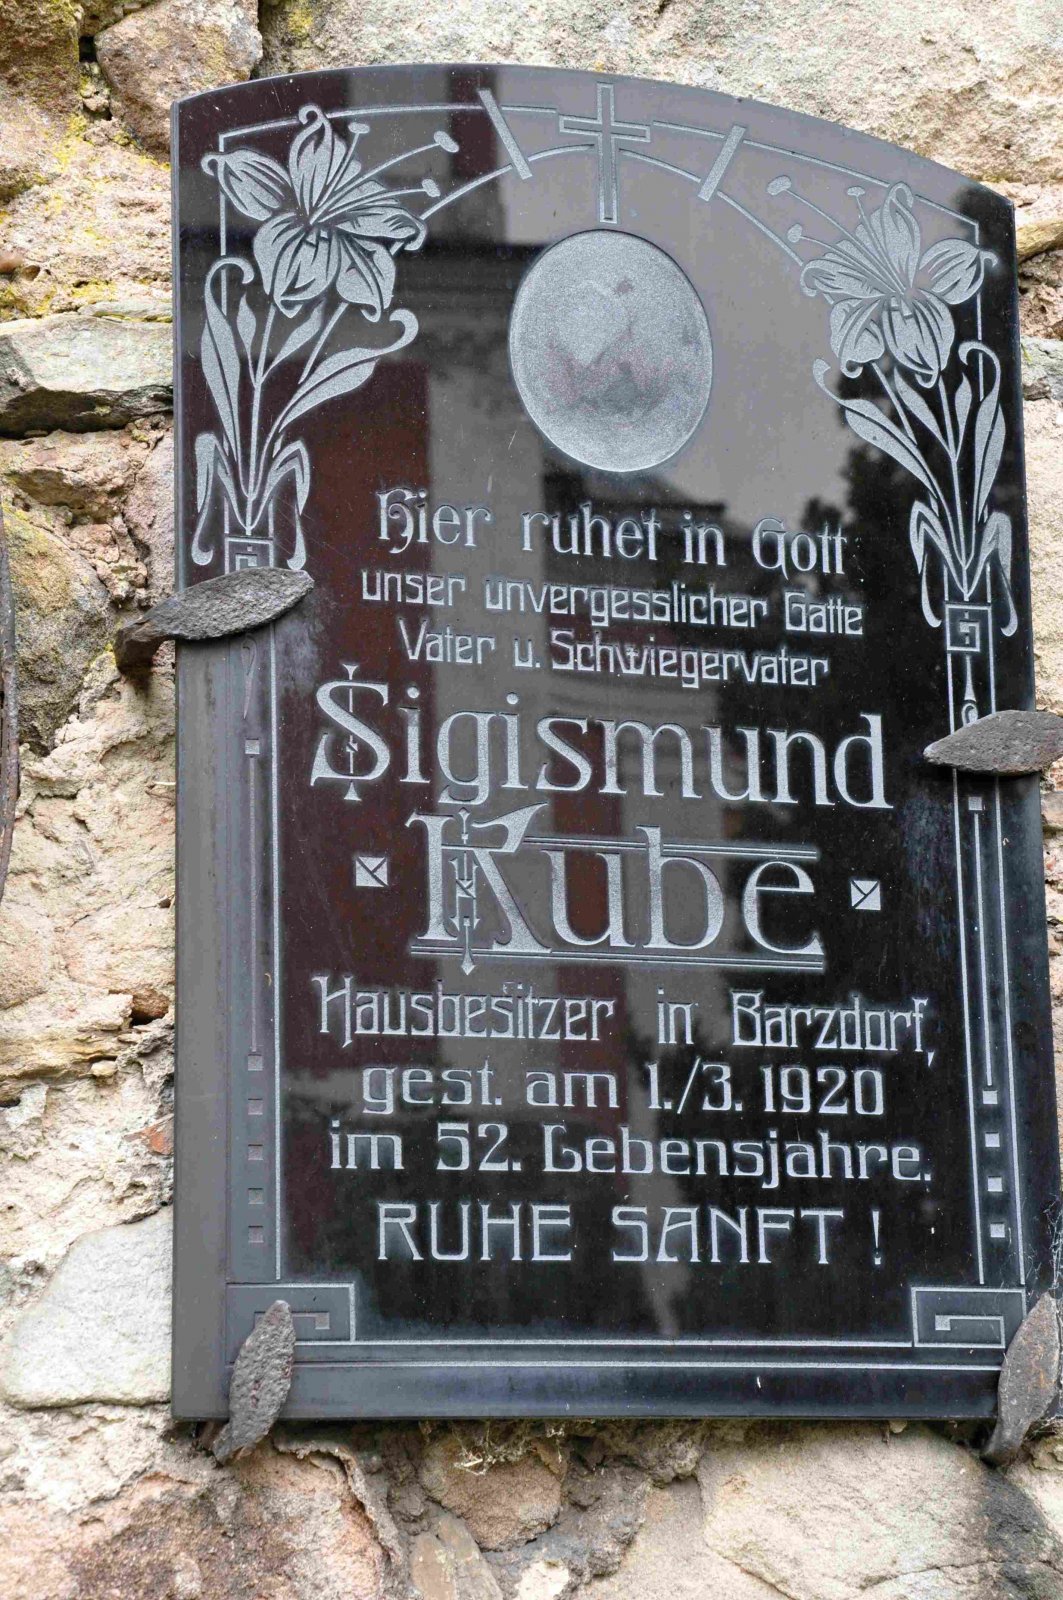 Hier ruhet in Gott
unser unvergesslicher Gatte
Vater u. Schwiegervater
Sigismund
Kube
Hausbesitzer in Barzdorf,
gest. am 1./3. 1920
im 52. Lebensjahre.
RUHE SANFT !